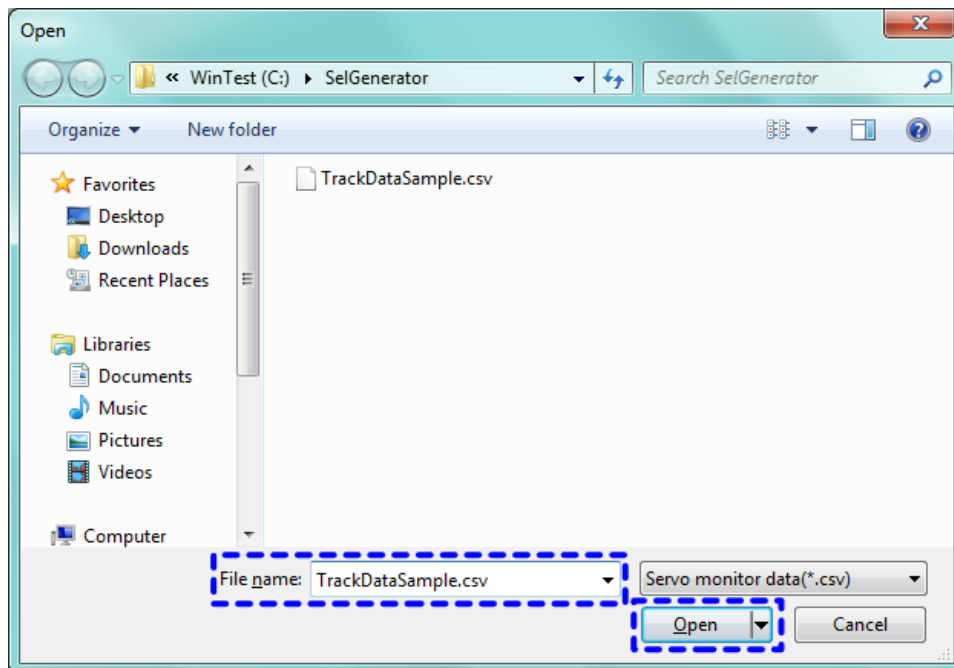 Open
« WinTest (C:) ▸ SelGenerator
Search SelGenerator
Organize
New folder
Favorites
Desktop
Downloads
Recent Places
Libraries
Documents
Music
Pictures
Videos
Computer
TrackDataSample.csv
File name: TrackDataSample.csv
Servo monitor data(*.csv)
Open
Cancel